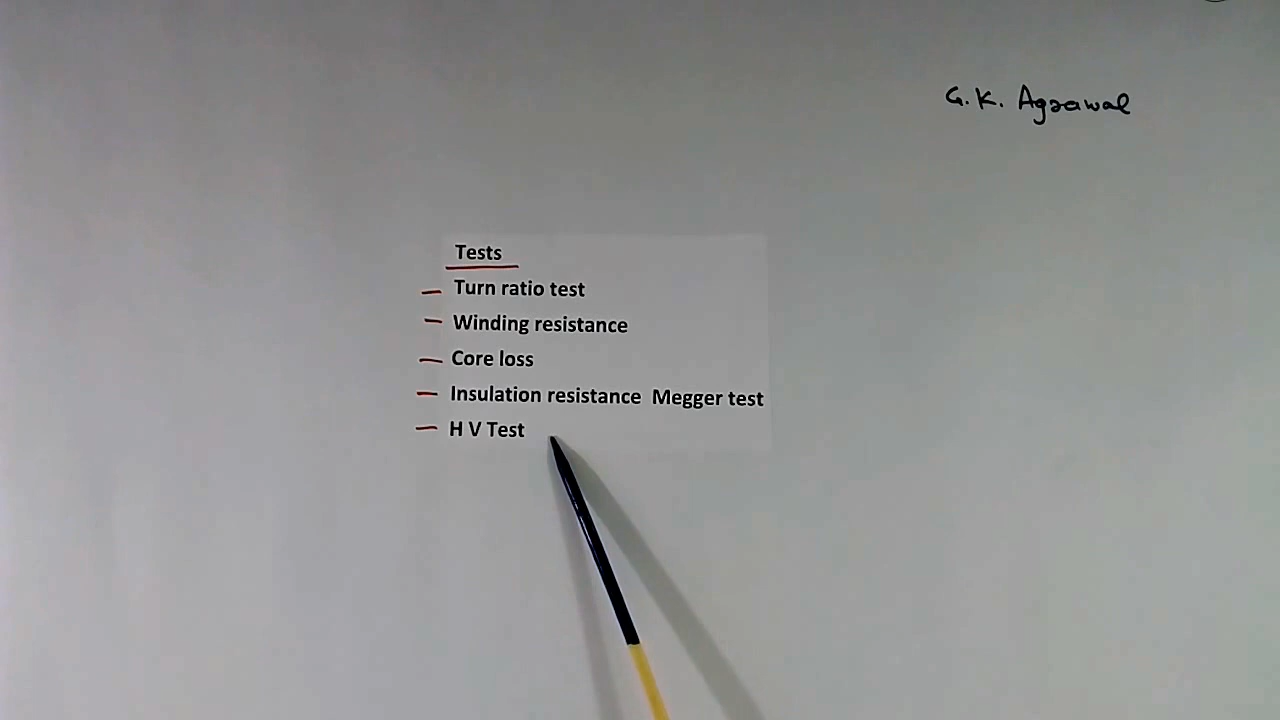 G. K. Agrawal
Tests
Turn ratio test
Winding resistance
Core loss
Insulation resistance Megger test
H V Test